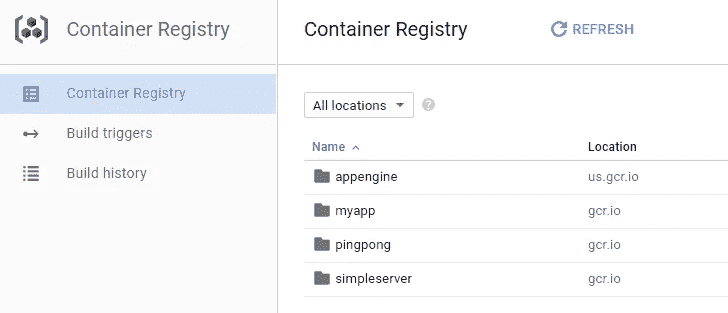 Container Registry
Container Registry
Build triggers
Build history
Container Registry
REFRESH
All locations
?
Name
Location
appengine
us.gcr.io
myapp
gcr.io
pingpong
gcr.io
simpleserver
gcr.io